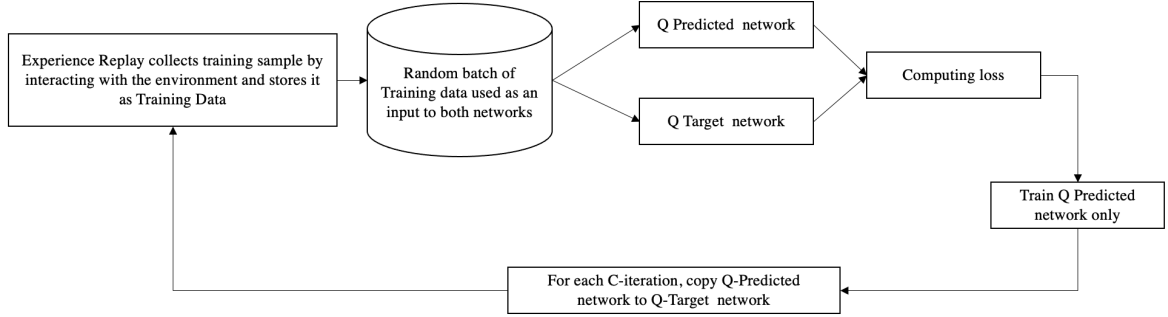 Experience Replay collects training sample by
interacting with the environment and stores it
as Training Data
Random batch of
Training data used as an
input to both networks
Q Predicted network
Q Target network
Computing loss
Train Q Predicted
network only
For each C-iteration, copy Q-Predicted
network to Q-Target network